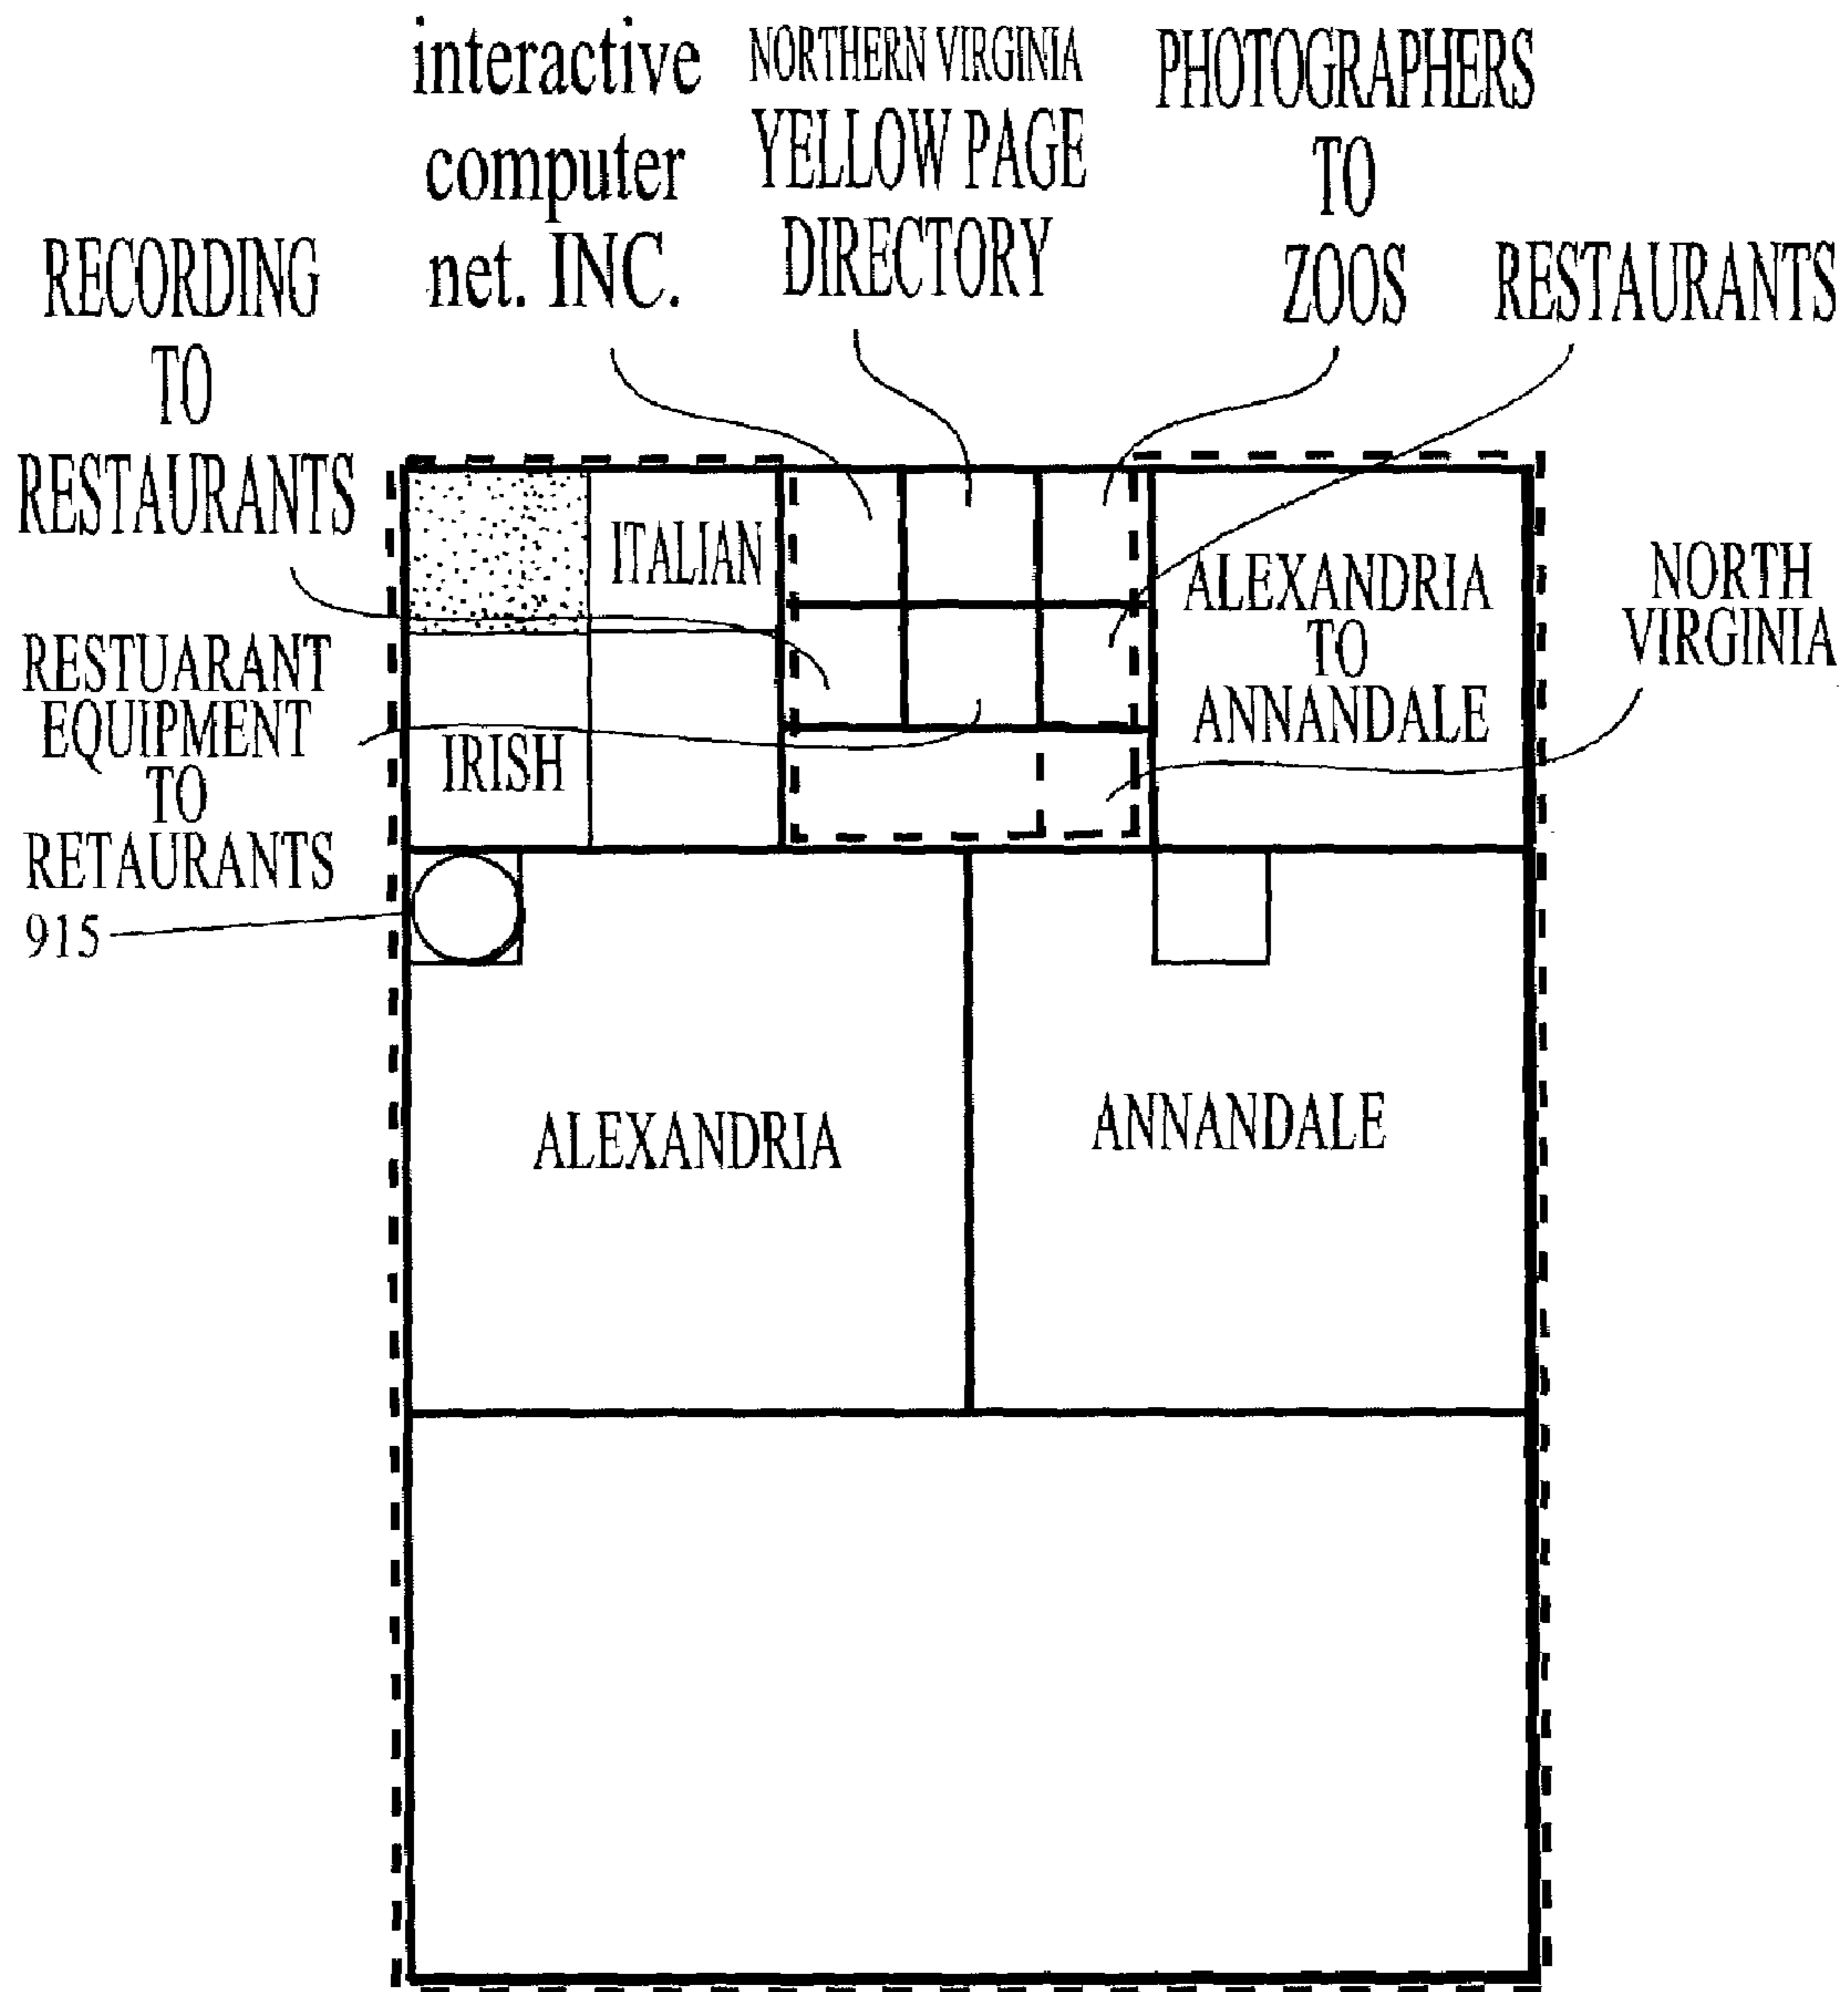 interactive
computer
net. INC.
NORTHERN VIRGINIA
YELLOW PAGE
DIRECTORY
PHOTOGRAPHERS
TO
ZOOS
RESTAURANTS
RECORDING
TO
RESTAURANTS
RESTUARANT
EQUIPMENT
TO
RETAURANTS
915
ITALIAN
IRISH
ALEXANDRIA
TO
ANNANDALE
NORTH
VIRGINIA
ALEXANDRIA
ANNANDALE